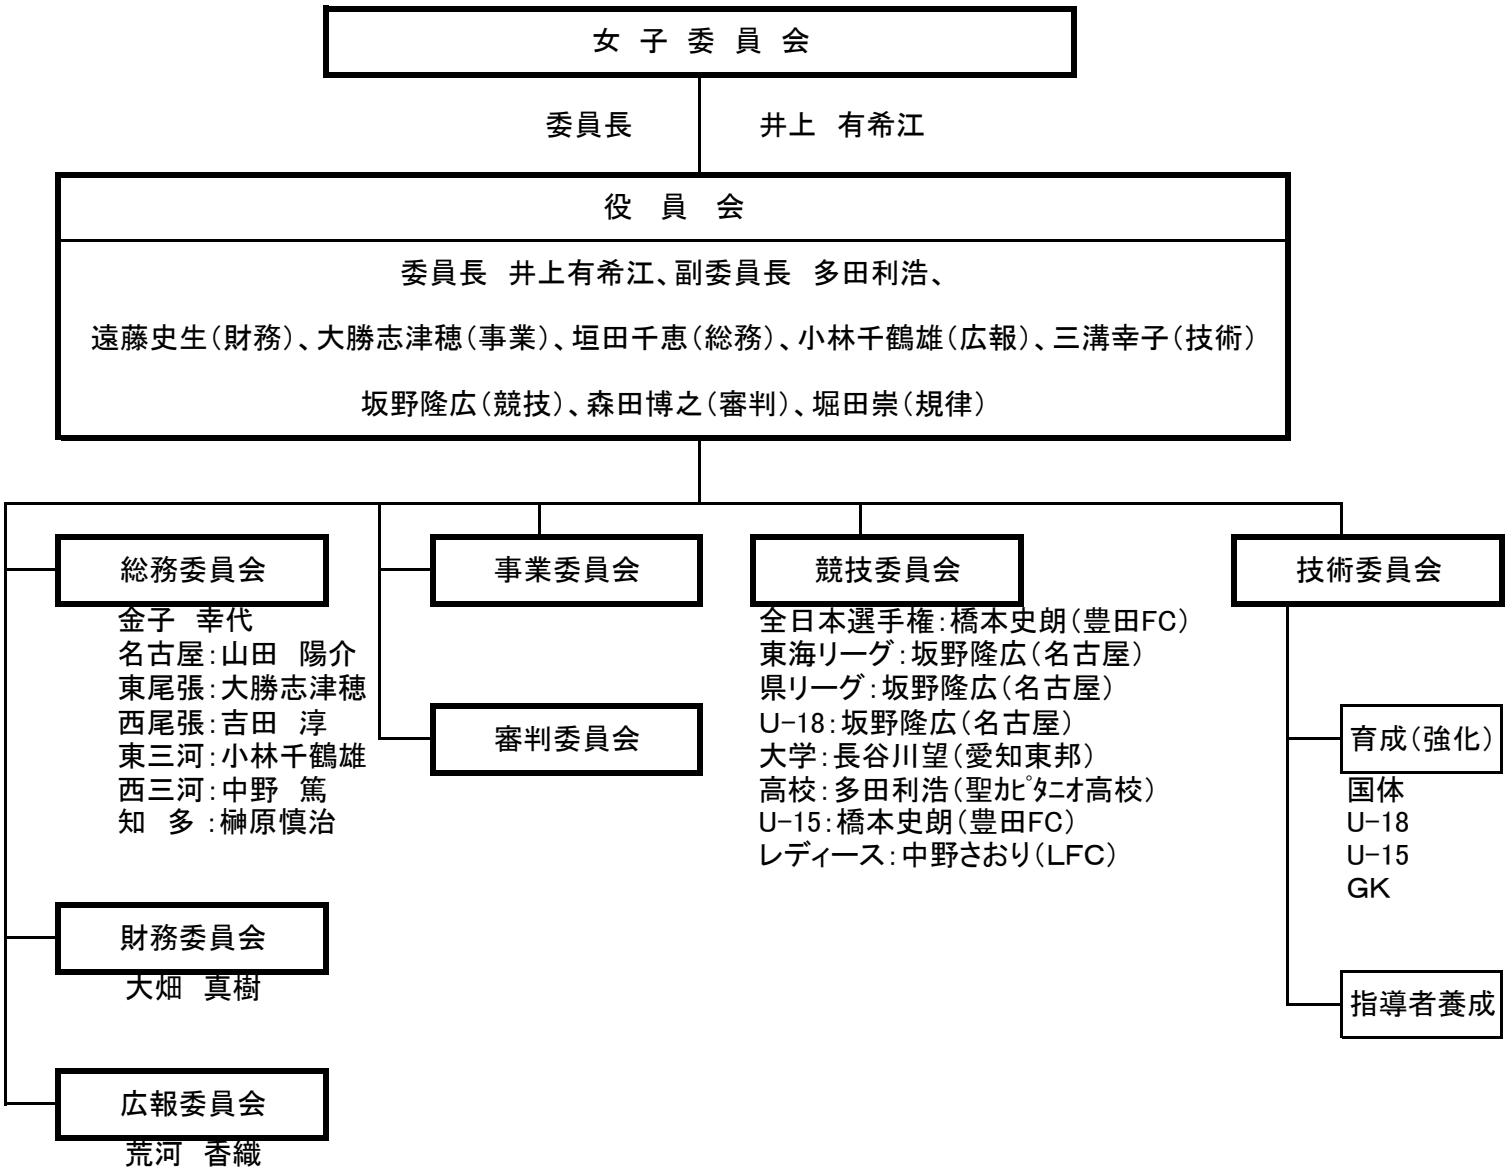 女 子 委 員 会
委員長 井上 有希江
役 員 会
委員長 井上有希江、副委員長 多田利浩、
遠藤史生(財務)、大勝志津穂(事業)、垣田千恵(総務)、小林千鶴雄(広報)、三溝幸子(技術)
坂野隆広(競技)、森田博之(審判)、堀田崇(規律)
総務委員会
金子 幸代
名古屋:山田 陽介
東尾張:大勝志津穂
西尾張:吉田 淳
東三河:小林千鶴雄
西三河:中野 篤
知 多:榊原慎治
財務委員会
大畑 真樹
広報委員会
荒河 香織
事業委員会
審判委員会
競技委員会
全日本選手権:橋本史朗(豊田FC)
東海リーグ:坂野隆広(名古屋)
県リーグ:坂野隆広(名古屋)
U-18:坂野隆広(名古屋)
大学:長谷川望(愛知東邦)
高校:多田利浩(聖カピタニオ高校)
U-15:橋本史朗(豊田FC)
レディース:中野さおり(LFC)
技術委員会
育成(強化)
国体
U-18
U-15
GK
指導者養成